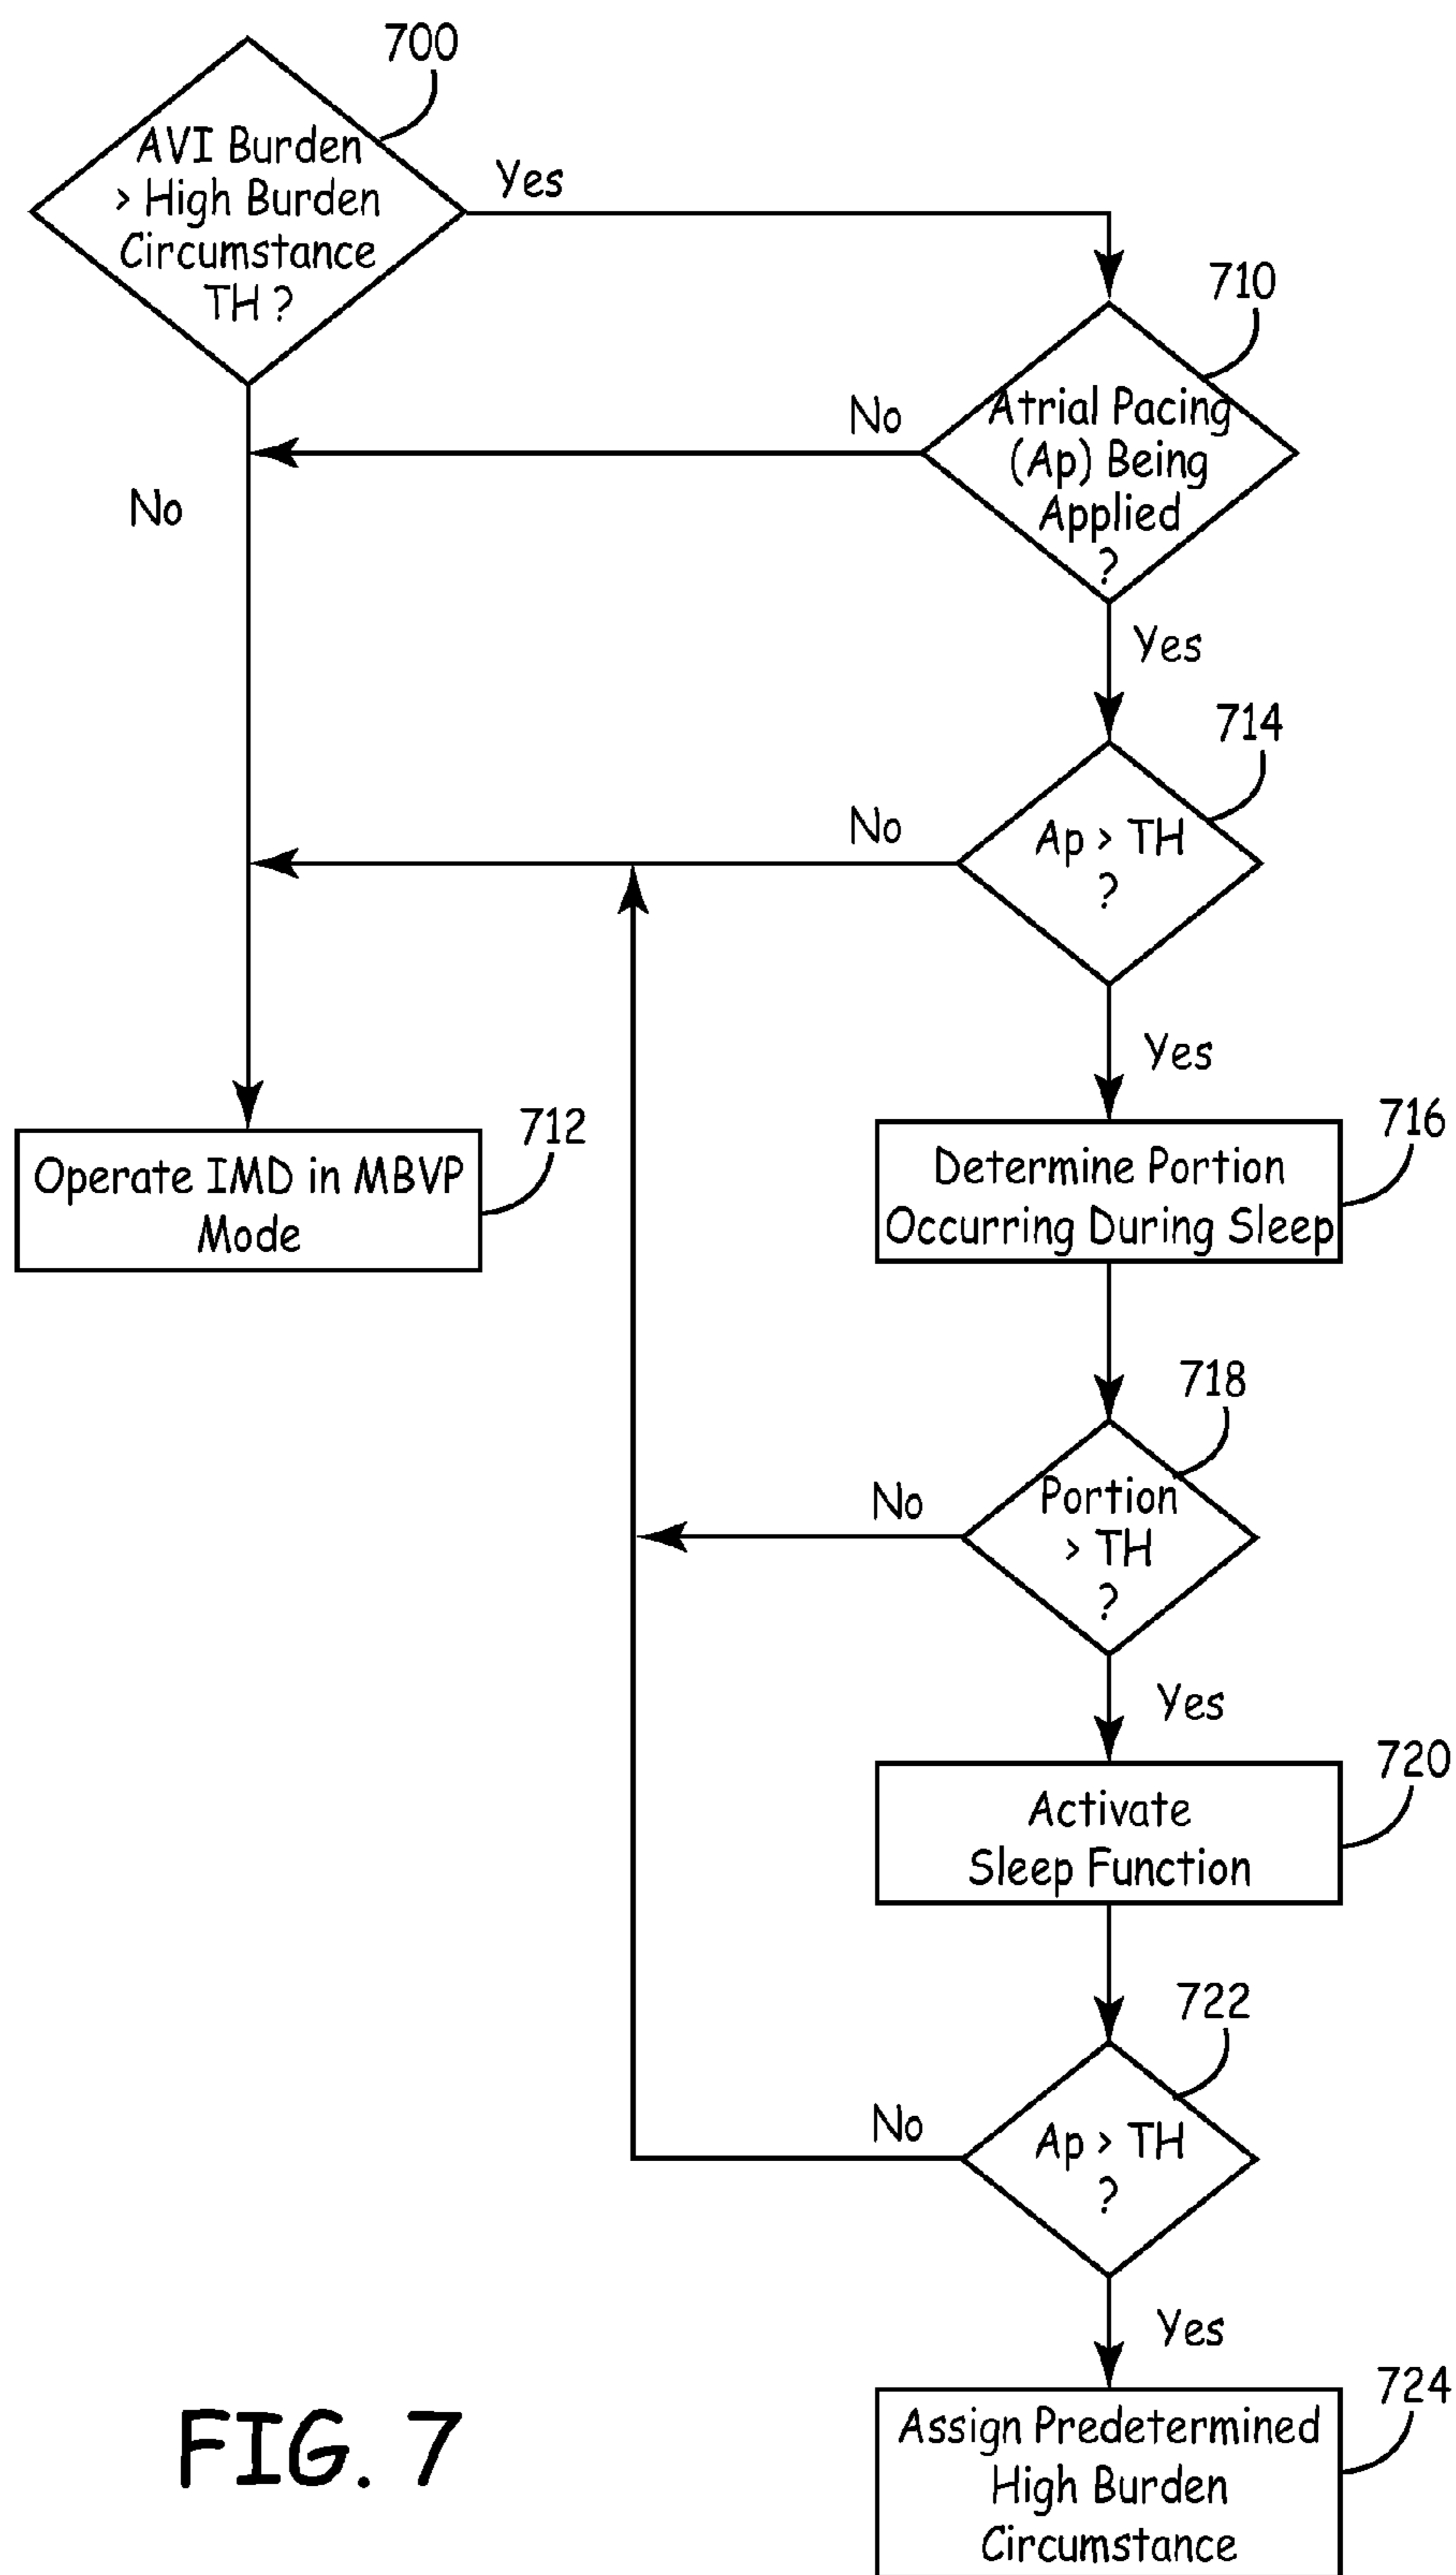 700
AVI Burden
> High Burden
Circumstance
TH ?
Yes
710
Atrial Pacing
(Ap) Being
Applied
?
No
No
Yes
714
Ap > TH
?
No
Yes
712
Operate IMD in MBVP
Mode
716
Determine Portion
Occurring During Sleep
718
Portion
> TH
?
No
Yes
720
Activate
Sleep Function
722
Ap > TH
?
No
Yes
724
Assign Predetermined
High Burden
Circumstance
FIG. 7